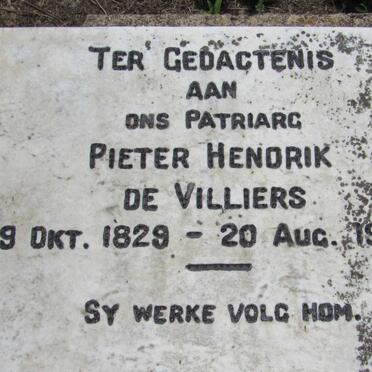 TER GEDACTENIS
AAN
ONS PATRIARG
PIETER HENDRIK
DE VILLIERS
9 OKT. 1829 - 20 AUG. 19
SY WERKE VOLG HOM.